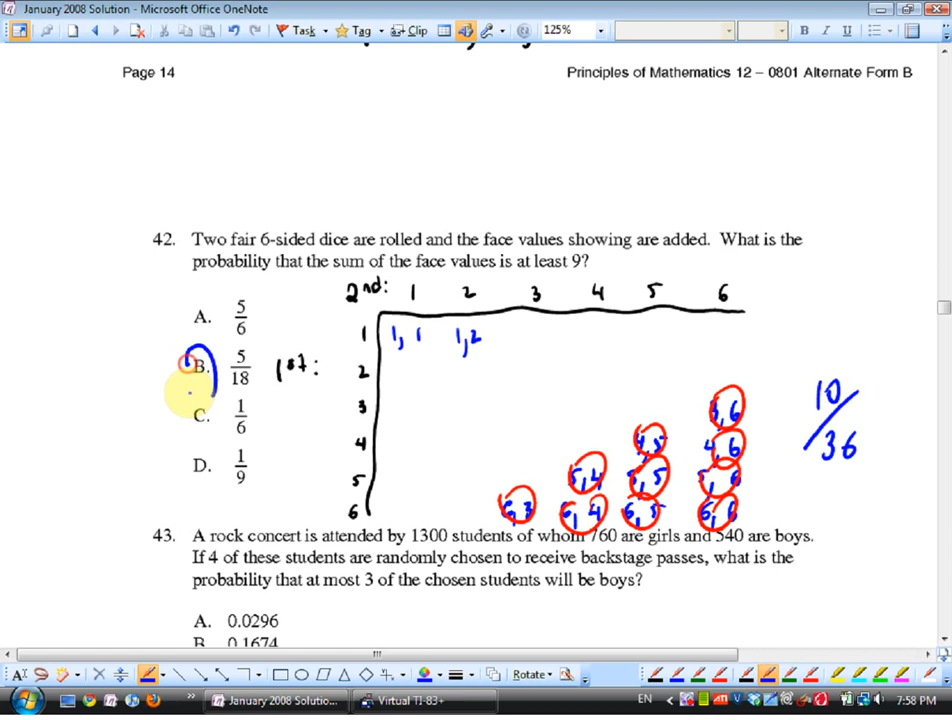 January 2008 Solution - Microsoft Office OneNote
Task Tag Clip 125% B I U
Page 14 Principles of Mathematics 12 – 0801 Alternate Form B
42. Two fair 6-sided dice are rolled and the face values showing are added. What is the
probability that the sum of the face values is at least 9?
2nd: 1 2 3 4 5 6
A. 5/6
1 1, 1 1,2
B. 5/18 1st:
2
3 3,6 10/36
C. 1/6
4 4,5 4,6
D. 1/9
5 5,4 5,5 5,6
6 6,3 6,4 6,5 6,6
43. A rock concert is attended by 1300 students of whom 760 are girls and 540 are boys.
If 4 of these students are randomly chosen to receive backstage passes, what is the
probability that at most 3 of the chosen students will be boys?
A. 0.0296
B. 0.1674
Rotate
January 2008 Solutio... Virtual TI-83+ EN 7:58 PM